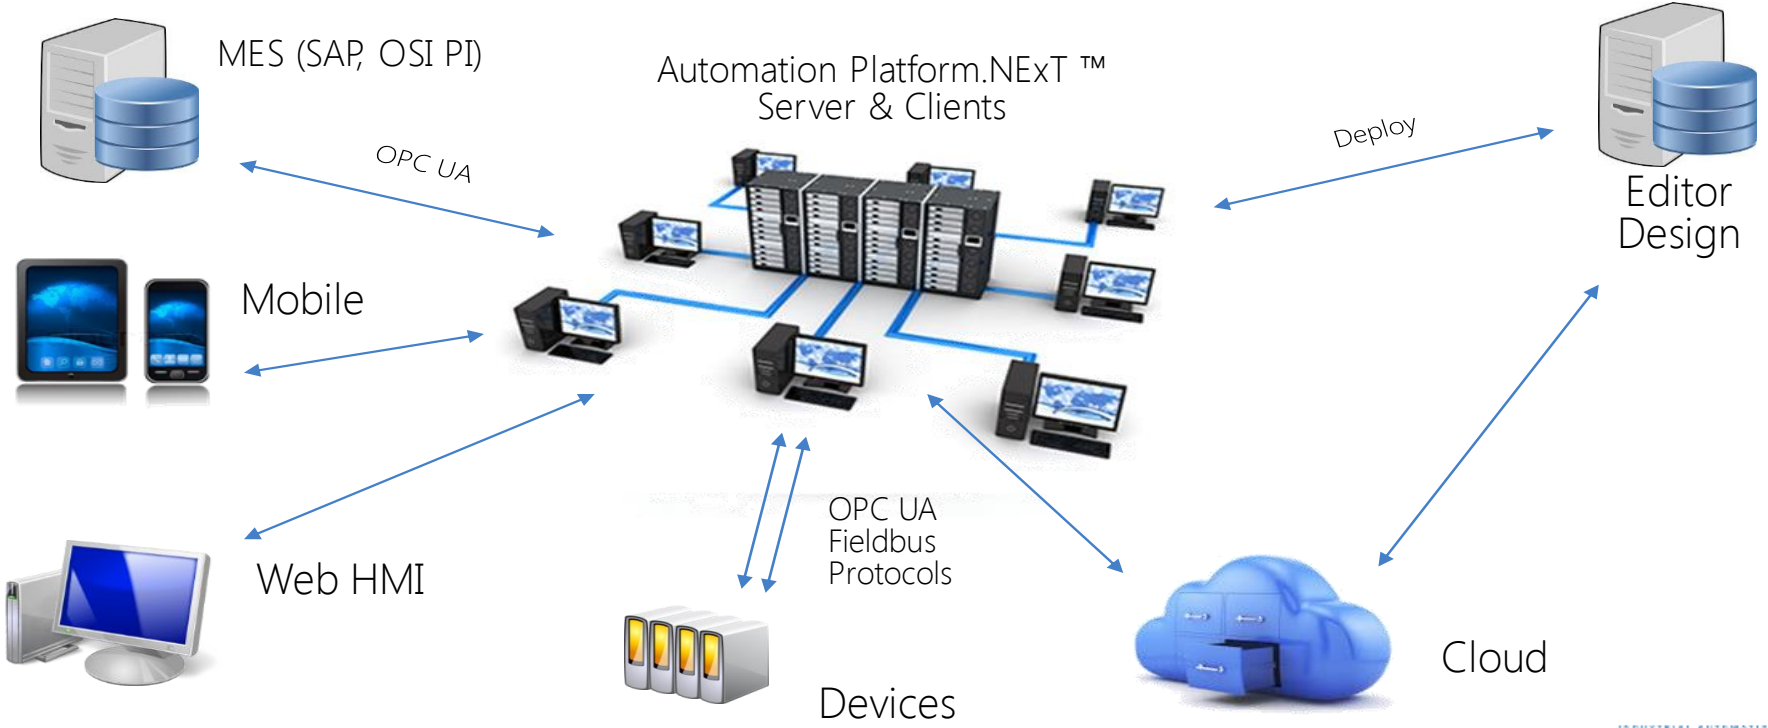 MES (SAP, OSI PI)
Automation Platform.NExT ™
Server & Clients
OPC UA
Deploy
Editor
Design
Mobile
OPC UA
Fieldbus
Protocols
Web HMI
Cloud
Devices